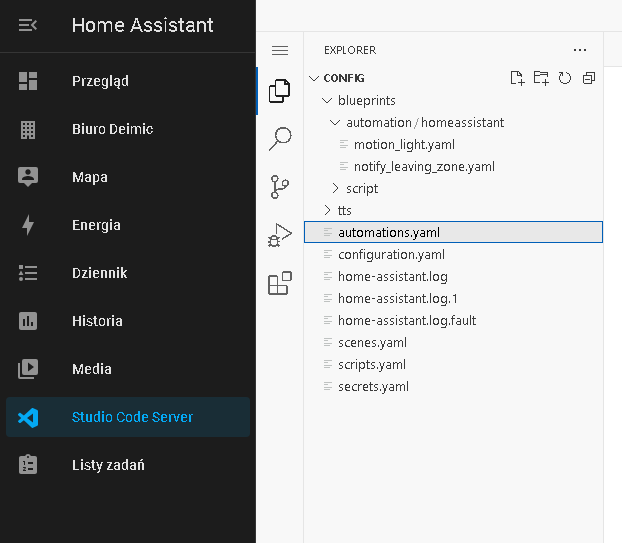 Home Assistant
Przegląd
Biuro Deimic
Mapa
Energia
Dziennik
Historia
Media
Studio Code Server
Listy zadań
EXPLORER
CONFIG
blueprints
automation/homeassistant
motion_light.yaml
notify_leaving_zone.yaml
script
tts
automations.yaml
configuration.yaml
home-assistant.log
home-assistant.log.1
home-assistant.log.fault
scenes.yaml
scripts.yaml
secrets.yaml